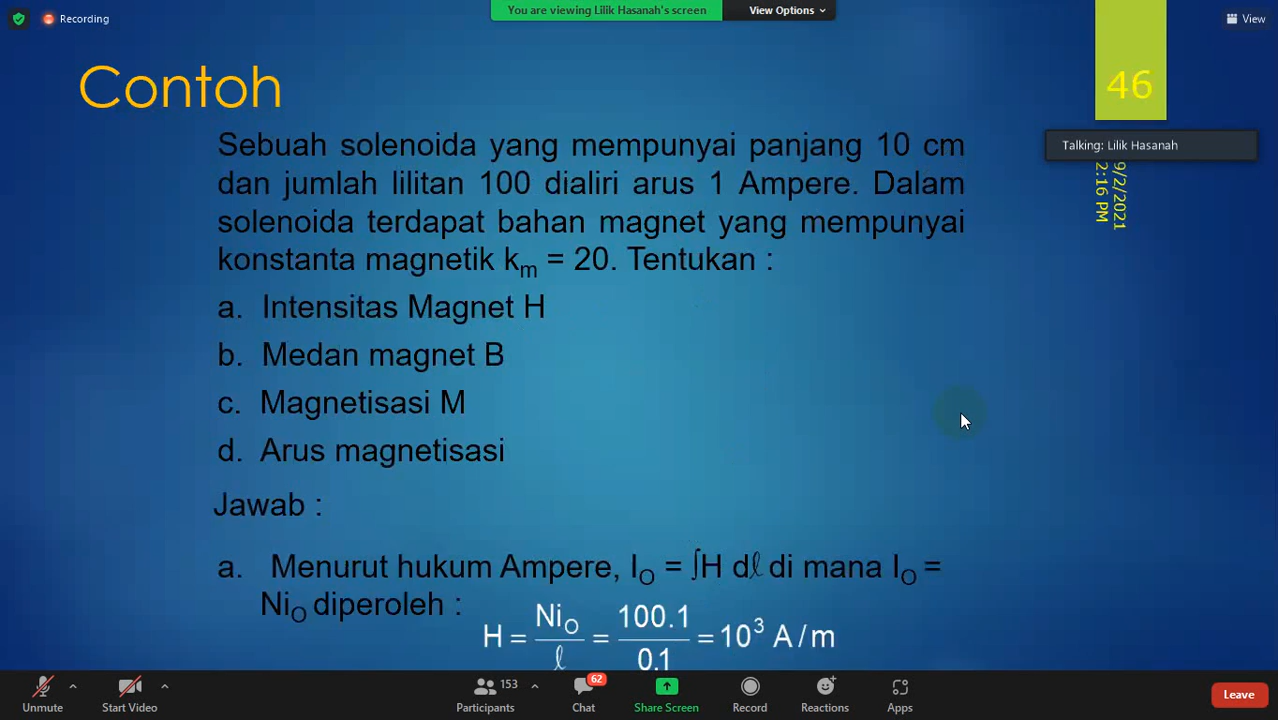 Recording
You are viewing Lilik Hasanah's screen
View Options
View
Contoh
46
Talking: Lilik Hasanah
9/2/2021
2:16 PM
Sebuah solenoida yang mempunyai panjang 10 cm
dan jumlah lilitan 100 dialiri arus 1 Ampere. Dalam
solenoida terdapat bahan magnet yang mempunyai
konstanta magnetik kₘ = 20. Tentukan :
a. Intensitas Magnet H
b. Medan magnet B
c. Magnetisasi M
d. Arus magnetisasi
Jawab :
a. Menurut hukum Ampere, I_O = ∫H dℓ di mana I_O =
Ni_O diperoleh :
H = Ni_O/ℓ = 100.1/0.1 = 10³ A/m
Unmute
Start Video
153
Participants
62
Chat
Share Screen
Record
Reactions
Apps
Leave